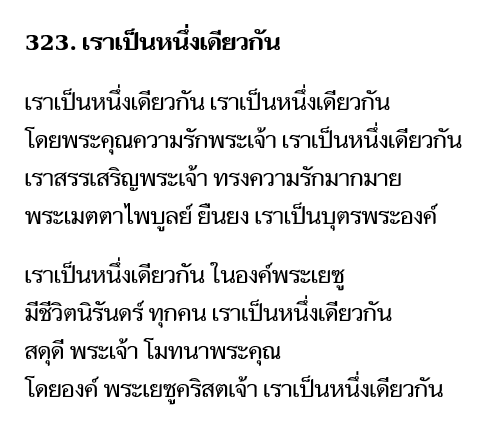 323. เราเป็นหนึ่งเดียวกัน
เราเป็นหนึ่งเดียวกัน เราเป็นหนึ่งเดียวกัน
โดยพระคุณความรักพระเจ้า เราเป็นหนึ่งเดียวกัน
เราสรรเสริญพระเจ้า ทรงความรักมากมาย
พระเมตตาไพบูลย์ ยืนยง เราเป็นบุตรพระองค์
เราเป็นหนึ่งเดียวกัน ในองค์พระเยซู
มีชีวิตนิรันดร์ ทุกคน เราเป็นหนึ่งเดียวกัน
สดุดี พระเจ้า โมทนาพระคุณ
โดยองค์ พระเยซูคริสตเจ้า เราเป็นหนึ่งเดียวกัน